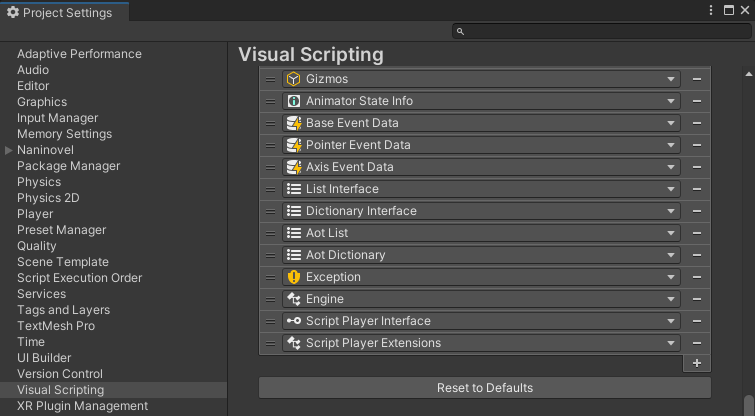 Project Settings
Adaptive Performance
Audio
Editor
Graphics
Input Manager
Memory Settings
Naninovel
Package Manager
Physics
Physics 2D
Player
Preset Manager
Quality
Scene Template
Script Execution Order
Services
Tags and Layers
TextMesh Pro
Time
UI Builder
Version Control
Visual Scripting
XR Plugin Management
Visual Scripting
Gizmos
Animator State Info
Base Event Data
Pointer Event Data
Axis Event Data
List Interface
Dictionary Interface
Aot List
Aot Dictionary
Exception
Engine
Script Player Interface
Script Player Extensions
Reset to Defaults